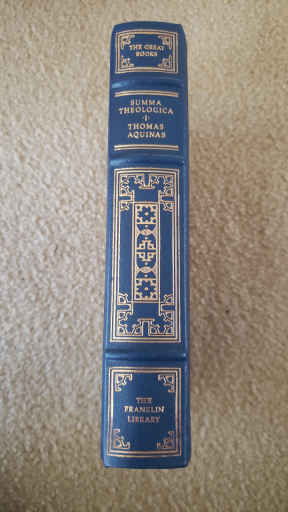 THE GREAT
BOOKS
SUMMA
THEOLOGICA
·I·
THOMAS
AQUINAS
THE
FRANKLIN
LIBRARY